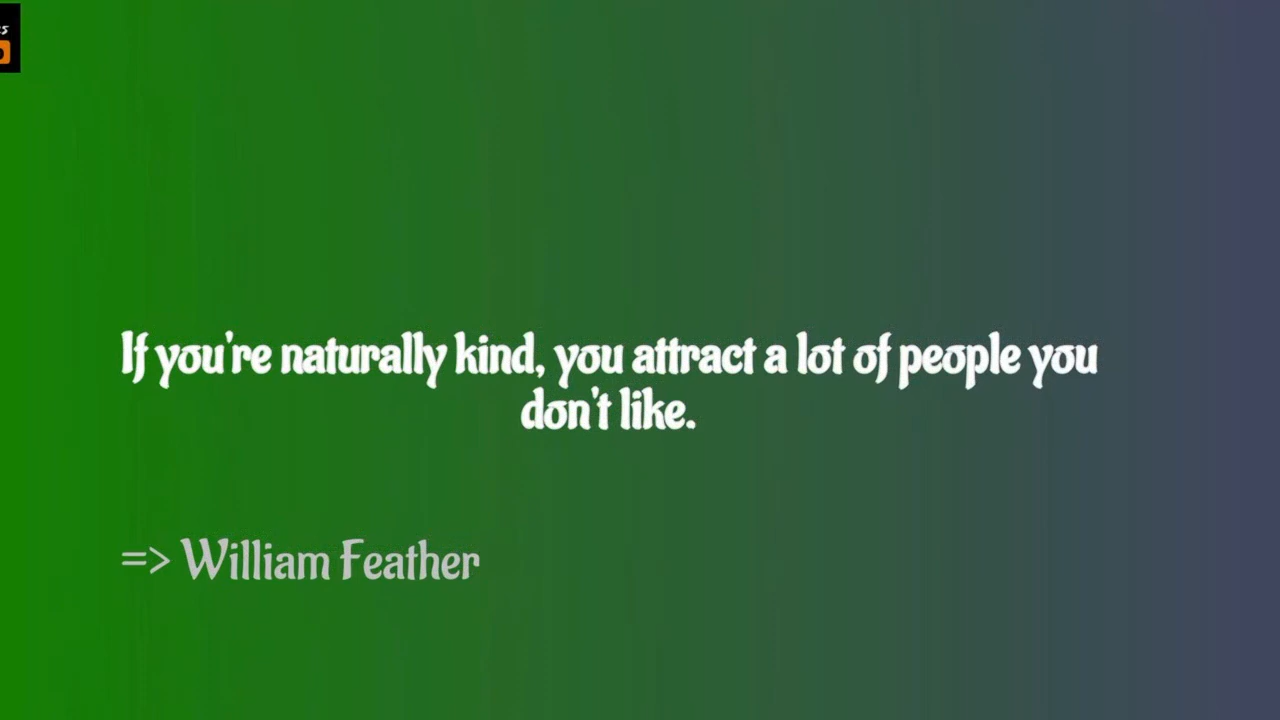 If you're naturally kind, you attract a lot of people you
don't like.
=> William Feather